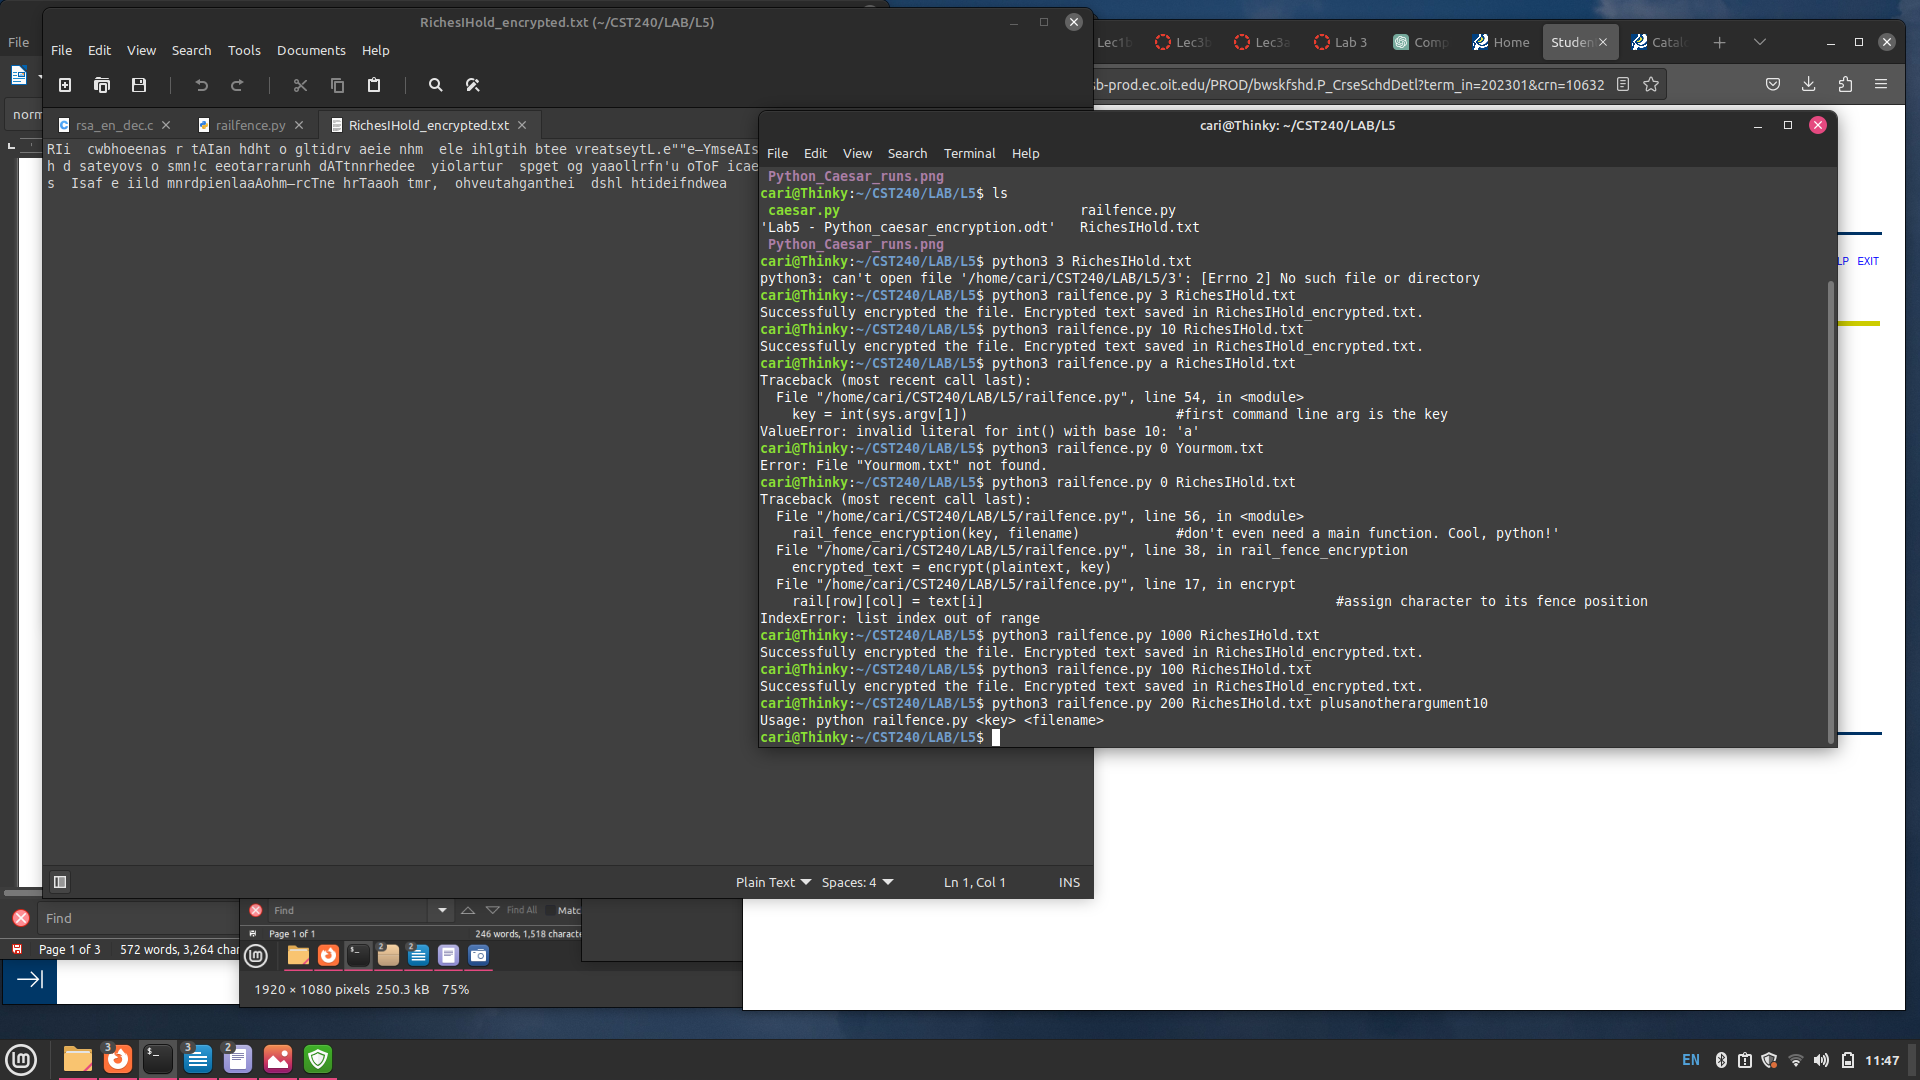 RichesIHold_encrypted.txt (~/CST240/LAB/L5)
File
File Edit View Search Tools Documents Help
norm
rsa_en_dec.c
railfence.py
RichesIHold_encrypted.txt
RIi  cwbhoeenas r tAIan hdht o gltidrv aeie nhm  ele ihlgtih btee vreatseytL.e""e—YmseAIs
h d sateyovs o smn!c eeotarrarunh dATtnnrhedee  yiolartur  spget og yaaollrfn'u oToF icae
s  Isaf e iild mnrdpienlaaAohm—rcTne hrTaaoh tmr,  ohveutahganthei  dshl htideifndwea
Lec1b
Lec3b
Lec3a
Lab 3
Comp
Home
Studen
Catalo
sb-prod.ec.oit.edu/PROD/bwskfshd.P_CrseSchdDetl?term_in=202301&crn=10632
LP EXIT
cari@Thinky: ~/CST240/LAB/L5
File Edit View Search Terminal Help
Python_Caesar_runs.png
cari@Thinky:~/CST240/LAB/L5$ ls
caesar.py railfence.py
'Lab5 - Python_caesar_encryption.odt' RichesIHold.txt
Python_Caesar_runs.png
cari@Thinky:~/CST240/LAB/L5$ python3 3 RichesIHold.txt
python3: can't open file '/home/cari/CST240/LAB/L5/3': [Errno 2] No such file or directory
cari@Thinky:~/CST240/LAB/L5$ python3 railfence.py 3 RichesIHold.txt
Successfully encrypted the file. Encrypted text saved in RichesIHold_encrypted.txt.
cari@Thinky:~/CST240/LAB/L5$ python3 railfence.py 10 RichesIHold.txt
Successfully encrypted the file. Encrypted text saved in RichesIHold_encrypted.txt.
cari@Thinky:~/CST240/LAB/L5$ python3 railfence.py a RichesIHold.txt
Traceback (most recent call last):
File "/home/cari/CST240/LAB/L5/railfence.py", line 54, in <module>
key = int(sys.argv[1]) #first command line arg is the key
ValueError: invalid literal for int() with base 10: 'a'
cari@Thinky:~/CST240/LAB/L5$ python3 railfence.py 0 Yourmom.txt
Error: File "Yourmom.txt" not found.
cari@Thinky:~/CST240/LAB/L5$ python3 railfence.py 0 RichesIHold.txt
Traceback (most recent call last):
File "/home/cari/CST240/LAB/L5/railfence.py", line 56, in <module>
rail_fence_encryption(key, filename) #don't even need a main function. Cool, python!'
File "/home/cari/CST240/LAB/L5/railfence.py", line 38, in rail_fence_encryption
encrypted_text = encrypt(plaintext, key)
File "/home/cari/CST240/LAB/L5/railfence.py", line 17, in encrypt
rail[row][col] = text[i] #assign character to its fence position
IndexError: list index out of range
cari@Thinky:~/CST240/LAB/L5$ python3 railfence.py 1000 RichesIHold.txt
Successfully encrypted the file. Encrypted text saved in RichesIHold_encrypted.txt.
cari@Thinky:~/CST240/LAB/L5$ python3 railfence.py 100 RichesIHold.txt
Successfully encrypted the file. Encrypted text saved in RichesIHold_encrypted.txt.
cari@Thinky:~/CST240/LAB/L5$ python3 railfence.py 200 RichesIHold.txt plusanotherargument10
Usage: python railfence.py <key> <filename>
cari@Thinky:~/CST240/LAB/L5$
Plain Text Spaces: 4 Ln 1, Col 1 INS
Find
Page 1 of 3 572 words, 3,264 char
Find Find All Matc
Page 1 of 1 246 words, 1,518 characte
2 2
1920 × 1080 pixels 250.3 kB 75%
3 3 2
EN 11:47